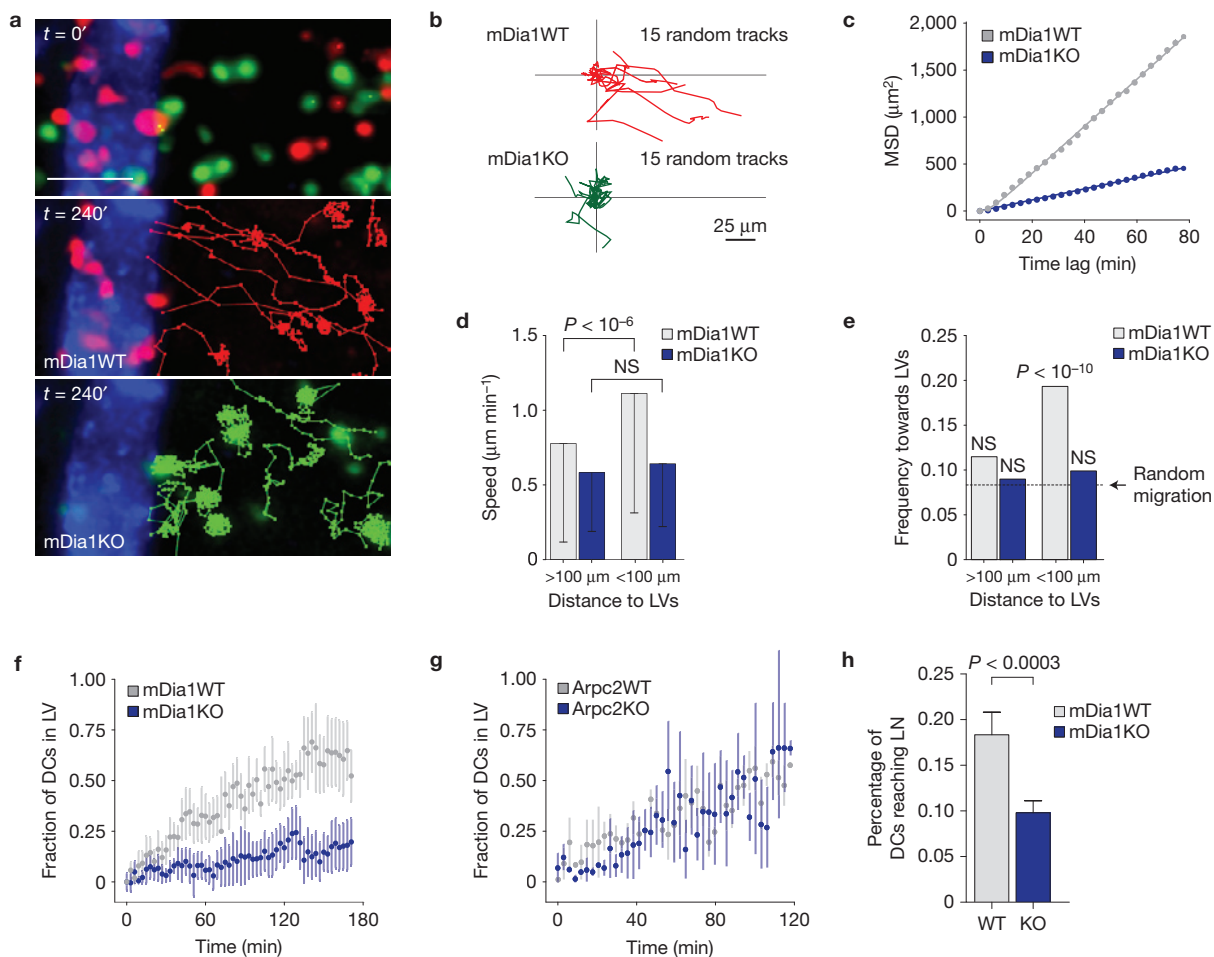 a
t = 0′
t = 240′
mDia1WT
t = 240′
mDia1KO
b
mDia1WT
15 random tracks
mDia1KO
15 random tracks
25 μm
c
2,000
1,500
1,000
500
0
MSD (μm²)
mDia1WT
mDia1KO
0 20 40 60 80
Time lag (min)
d
1.5
1.0
0.5
0
Speed (μm min⁻¹)
P < 10⁻⁶
mDia1WT
mDia1KO
NS
>100 μm <100 μm
Distance to LVs
e
0.25
0.20
0.15
0.10
0.05
0
Frequency towards LVs
mDia1WT
mDia1KO
P < 10⁻¹⁰
NS
NS
NS
Random
migration
>100 μm <100 μm
Distance to LVs
f
1.00
0.75
0.50
0.25
0
Fraction of DCs in LV
mDia1WT
mDia1KO
0 60 120 180
Time (min)
g
1.00
0.75
0.50
0.25
0
Fraction of DCs in LV
Arpc2WT
Arpc2KO
0 40 80 120
Time (min)
h
0.25
0.20
0.15
0.10
0.05
0
Percentage of
DCs reaching LN
P < 0.0003
mDia1WT
mDia1KO
WT KO